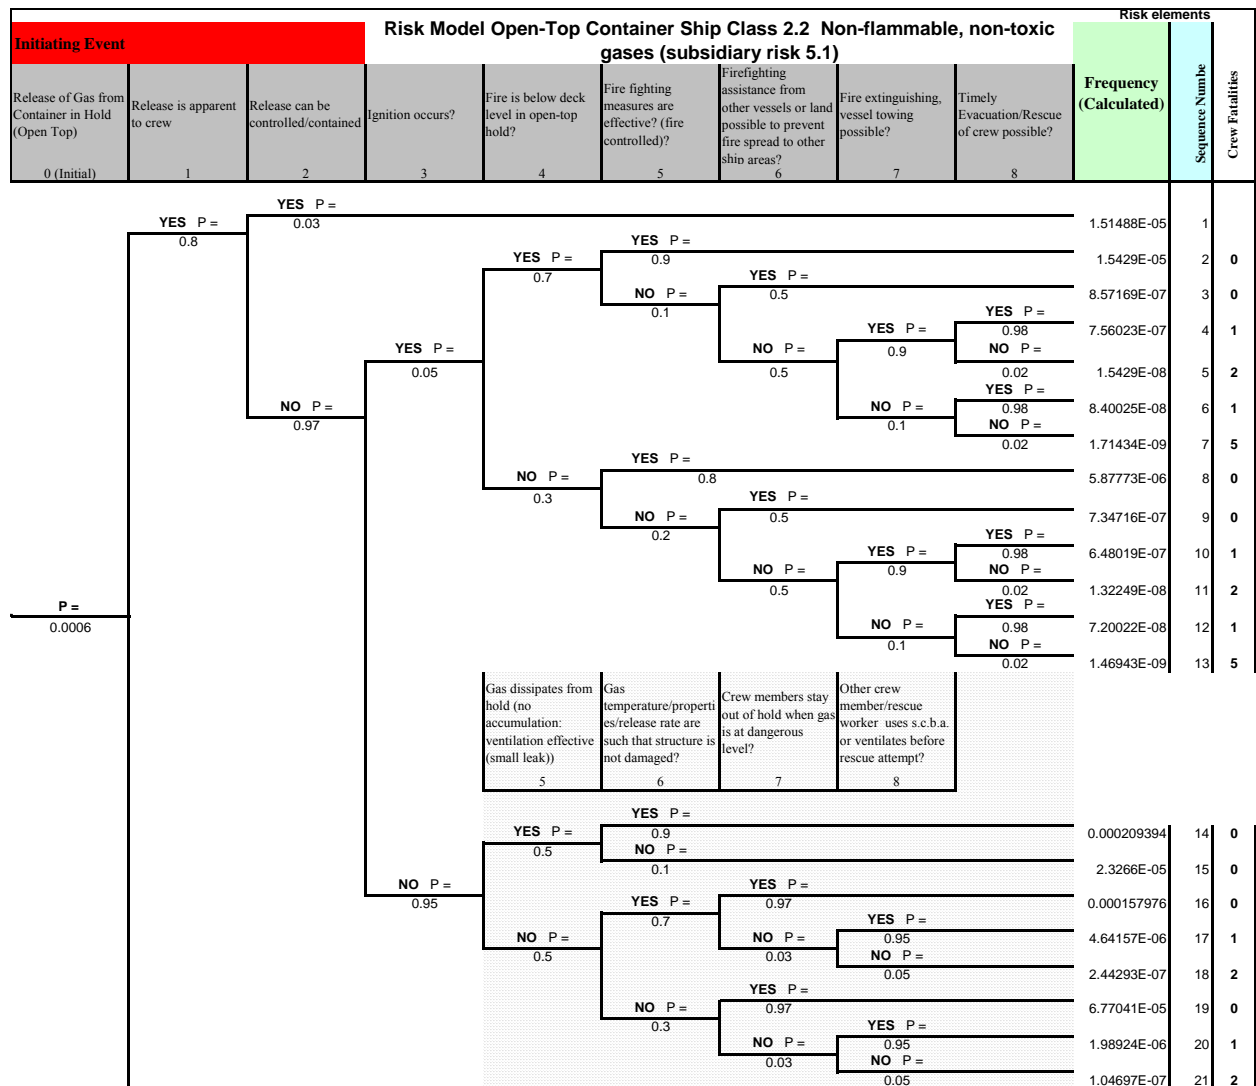 Risk elements
Initiating Event
Risk Model Open-Top Container Ship Class 2.2 Non-flammable, non-toxic
gases (subsidiary risk 5.1)
Release of Gas from
Container in Hold
(Open Top)
0 (Initial)
Release is apparent
to crew
1
Release can be
controlled/contained
2
Ignition occurs?
3
Fire is below deck
level in open-top
hold?
4
Fire fighting
measures are
effective? (fire
controlled)?
5
Firefighting
assistance from
other vessels or land
possible to prevent
fire spread to other
ship areas?
6
Fire extinguishing,
vessel towing
possible?
7
Timely
Evacuation/Rescue
of crew possible?
8
Frequency
(Calculated)
Sequence Numbe
Crew Fatalities
YES P =
0.03
1.51488E-05 1
YES P =
0.8
YES P =
0.9
1.5429E-05 2 0
YES P =
0.7
NO P =
0.1
YES P =
0.5
8.57169E-07 3 0
YES P =
0.98
7.56023E-07 4 1
YES P =
0.9
NO P =
0.02
1.5429E-08 5 2
YES P =
0.05
NO P =
0.5
YES P =
0.98
8.40025E-08 6 1
NO P =
0.1
NO P =
0.02
1.71434E-09 7 5
NO P =
0.97
YES P =
0.8
5.87773E-06 8 0
NO P =
0.3
NO P =
0.2
YES P =
0.5
7.34716E-07 9 0
YES P =
0.98
6.48019E-07 10 1
YES P =
0.9
NO P =
0.02
1.32249E-08 11 2
NO P =
0.5
YES P =
0.98
7.20022E-08 12 1
NO P =
0.1
NO P =
0.02
1.46943E-09 13 5
P =
0.0006
Gas dissipates from
hold (no
accumulation:
ventilation effective
(small leak))
5
Gas
temperature/properti
es/release rate are
such that structure is
not damaged?
6
Crew members stay
out of hold when gas
is at dangerous
level?
7
Other crew
member/rescue
worker uses s.c.b.a.
or ventilates before
rescue attempt?
8
YES P =
0.9
0.000209394 14 0
YES P =
0.5
NO P =
0.1
2.3266E-05 15 0
NO P =
0.95
YES P =
0.97
0.000157976 16 0
YES P =
0.7
YES P =
0.95
4.64157E-06 17 1
NO P =
0.5
NO P =
0.03
NO P =
0.05
2.44293E-07 18 2
YES P =
0.97
6.77041E-05 19 0
NO P =
0.3
YES P =
0.95
1.98924E-06 20 1
NO P =
0.03
NO P =
0.05
1.04697E-07 21 2